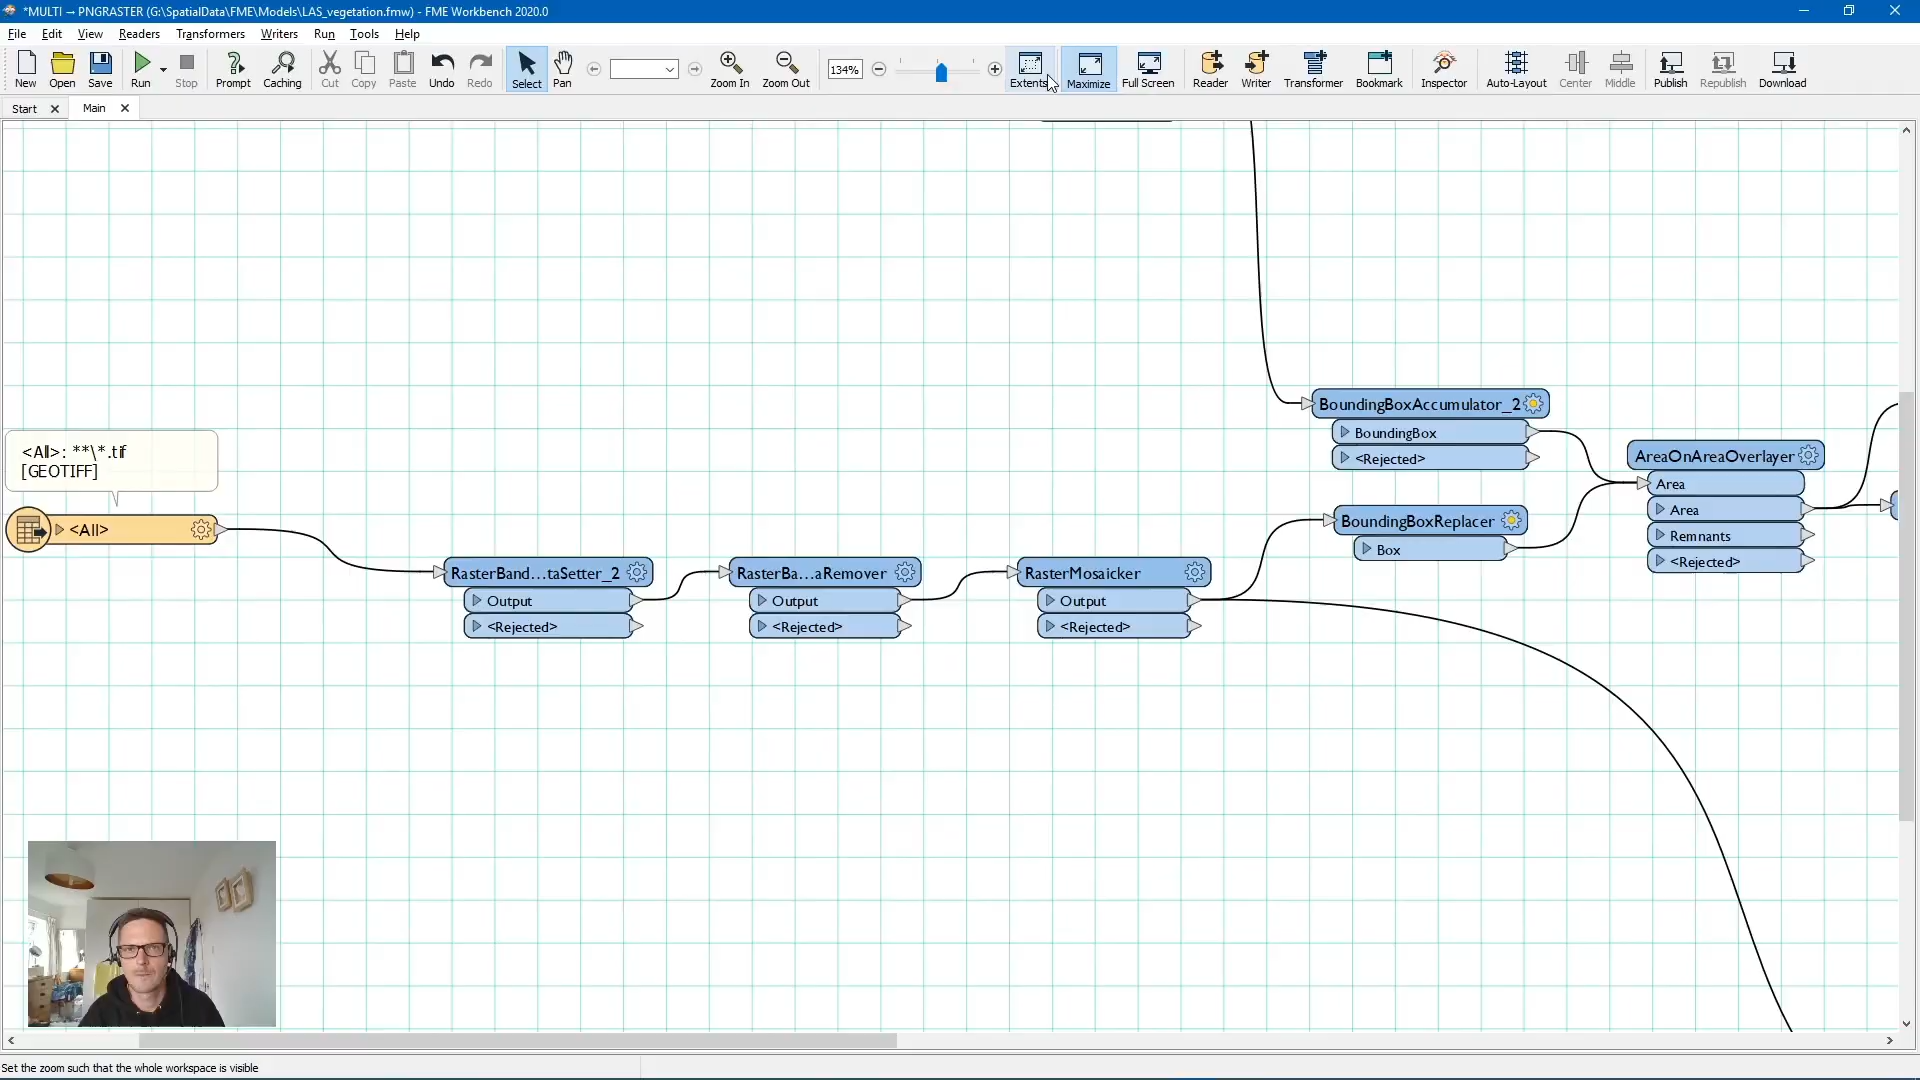 *MULTI → PNGRASTER (G:\SpatialData\FME\Models\LAS_vegetation.fmw) - FME Workbench 2020.0
File Edit View Readers Transformers Writers Run Tools Help
New Open Save Run Stop Prompt Caching Cut Copy Paste Undo Redo Select Pan Zoom In Zoom Out 134% Extents Maximize Full Screen Reader Writer Transformer Bookmark Inspector Auto-Layout Center Middle Publish Republish Download
Start Main
BoundingBoxAccumulator_2
BoundingBox
<Rejected>
AreaOnAreaOverlayer
Area
Area
Remnants
<Rejected>
<All>: **\*.tif
[GEOTIFF]
<All>
BoundingBoxReplacer
Box
RasterBand...taSetter_2
Output
<Rejected>
RasterBa...aRemover
Output
<Rejected>
RasterMosaicker
Output
<Rejected>
Set the zoom such that the whole workspace is visible